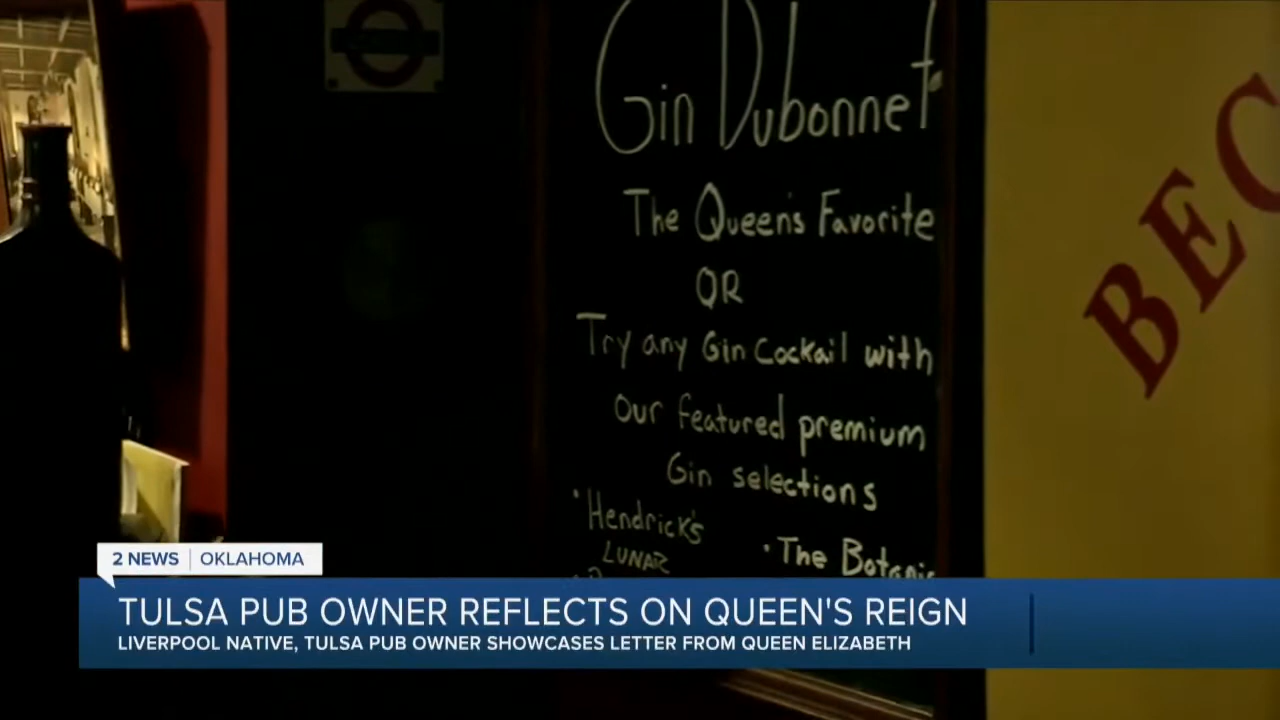 Gin Dubonnet
The Queen's Favorite
OR
Try any Gin Cockail with
our featured premium
Gin selections
· Hendrick's
LUNAR
· The Botanic
BEC
2 NEWS | OKLAHOMA
TULSA PUB OWNER REFLECTS ON QUEEN'S REIGN
LIVERPOOL NATIVE, TULSA PUB OWNER SHOWCASES LETTER FROM QUEEN ELIZABETH